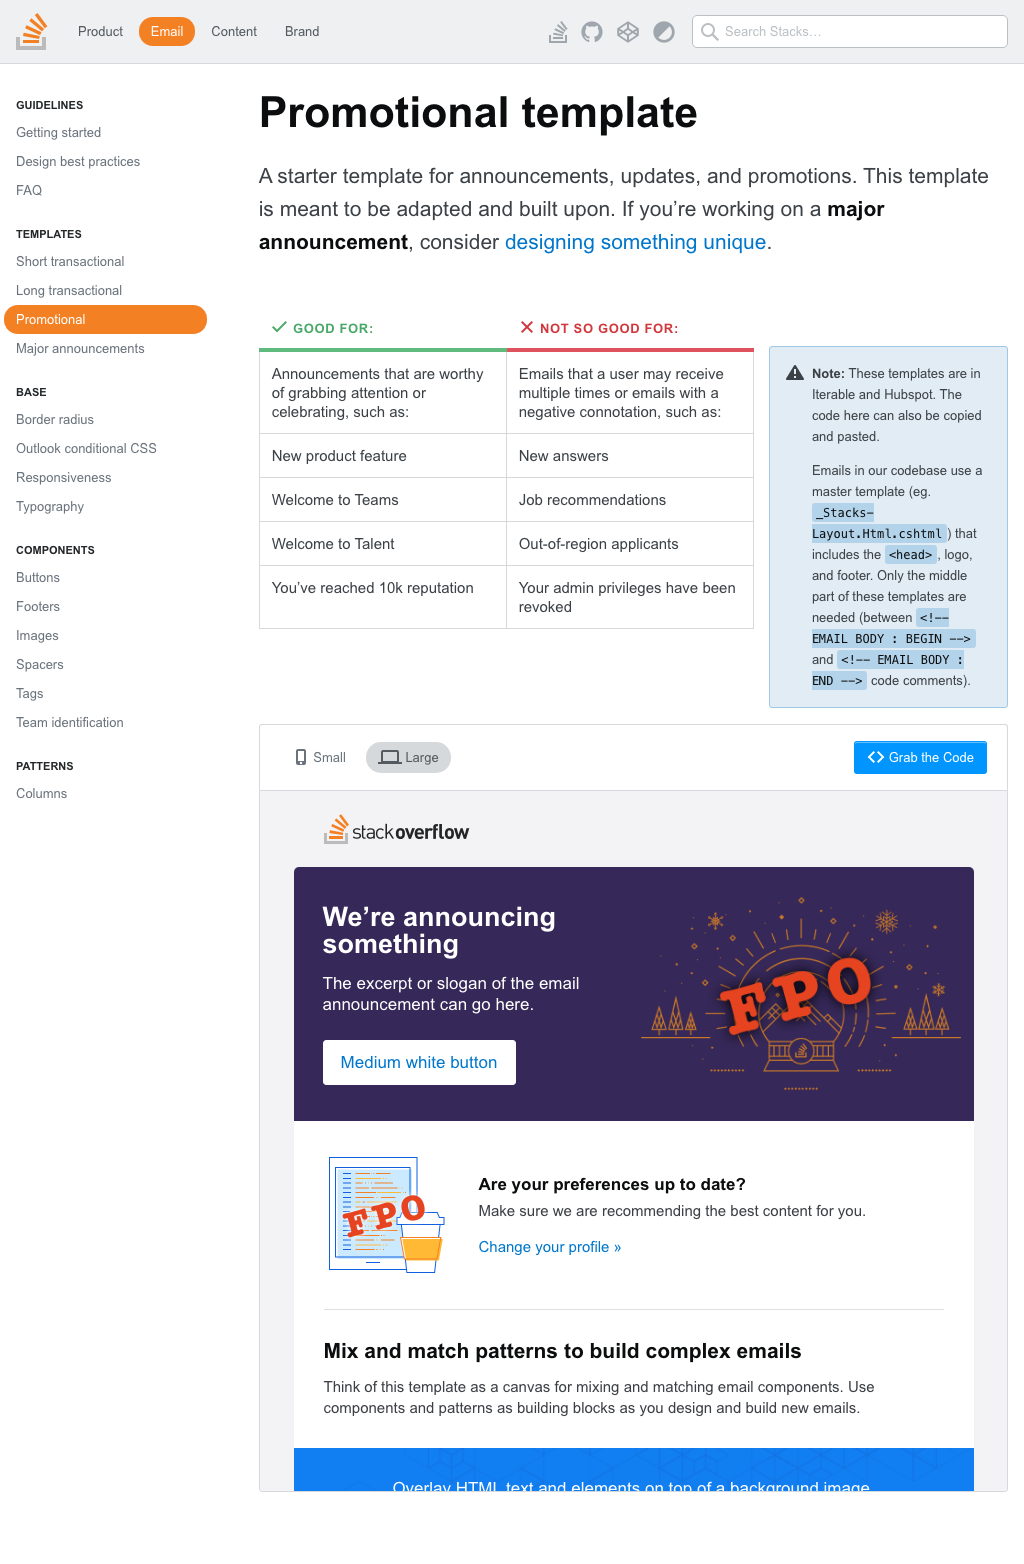 Product Email Content Brand Search Stacks...
GUIDELINES
Getting started
Design best practices
FAQ
TEMPLATES
Short transactional
Long transactional
Promotional
Major announcements
BASE
Border radius
Outlook conditional CSS
Responsiveness
Typography
COMPONENTS
Buttons
Footers
Images
Spacers
Tags
Team identification
PATTERNS
Columns
Promotional template
A starter template for announcements, updates, and promotions. This template
is meant to be adapted and built upon. If you’re working on a major
announcement, consider designing something unique.
GOOD FOR: NOT SO GOOD FOR:
Announcements that are worthy
of grabbing attention or
celebrating, such as:
Emails that a user may receive
multiple times or emails with a
negative connotation, such as:
New product feature
New answers
Welcome to Teams
Job recommendations
Welcome to Talent
Out-of-region applicants
You’ve reached 10k reputation
Your admin privileges have been
revoked
Note: These templates are in
Iterable and Hubspot. The
code here can also be copied
and pasted.
Emails in our codebase use a
master template (eg.
_Stacks-
Layout.Html.cshtml) that
includes the <head>, logo,
and footer. Only the middle
part of these templates are
needed (between <!--
EMAIL BODY : BEGIN -->
and <!-- EMAIL BODY :
END --> code comments).
Small Large Grab the Code
stackoverflow
We’re announcing
something
The excerpt or slogan of the email
announcement can go here.
Medium white button
FPO
FPO
Are your preferences up to date?
Make sure we are recommending the best content for you.
Change your profile »
Mix and match patterns to build complex emails
Think of this template as a canvas for mixing and matching email components. Use
components and patterns as building blocks as you design and build new emails.
Overlay HTML text and elements on top of a background image